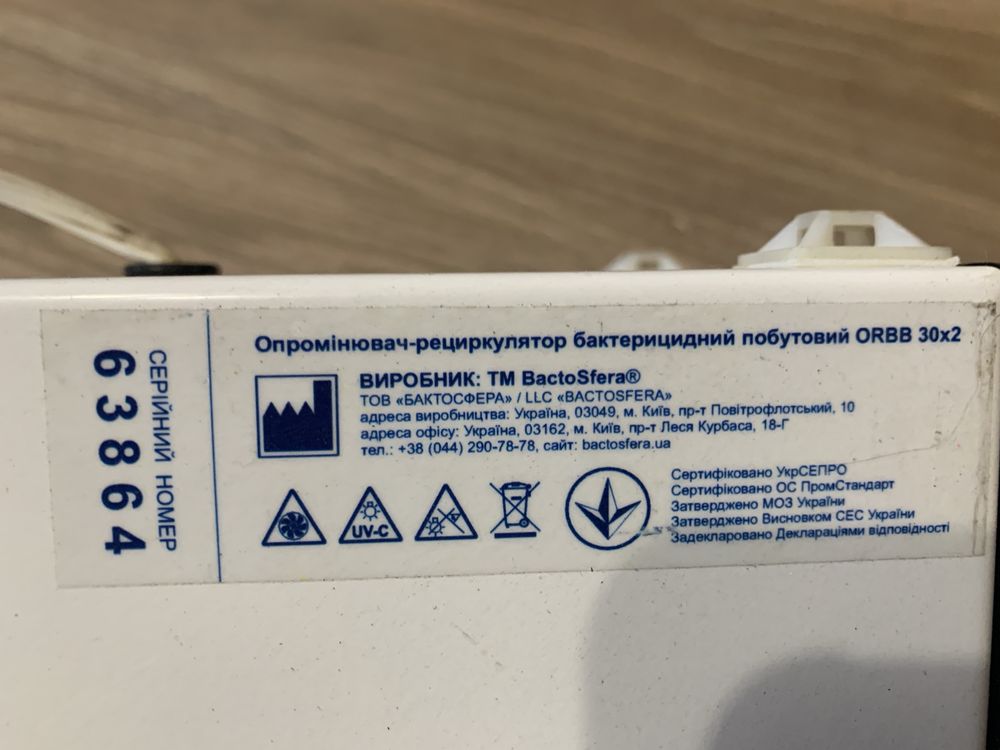 СЕРІЙНИЙ НОМЕР
63864
Опромінювач-рециркулятор бактерицидний побутовий ORBB 30x2
ВИРОБНИК: ТМ BactoSfera®
ТОВ «БАКТОСФЕРА» / LLC «BACTOSFERA»
адреса виробництва: Україна, 03049, м. Київ, пр-т Повітрофлотський, 10
адреса офісу: Україна, 03162, м. Київ, пр-т Леся Курбаса, 18-Г
тел.: +38 (044) 290-78-78, сайт: bactosfera.ua
UV-C
Сертифіковано УкрСЕПРО
Сертифіковано ОС ПромСтандарт
Затверджено МОЗ України
Затверджено Висновком СЕС України
Задекларовано Деклараціями відповідності